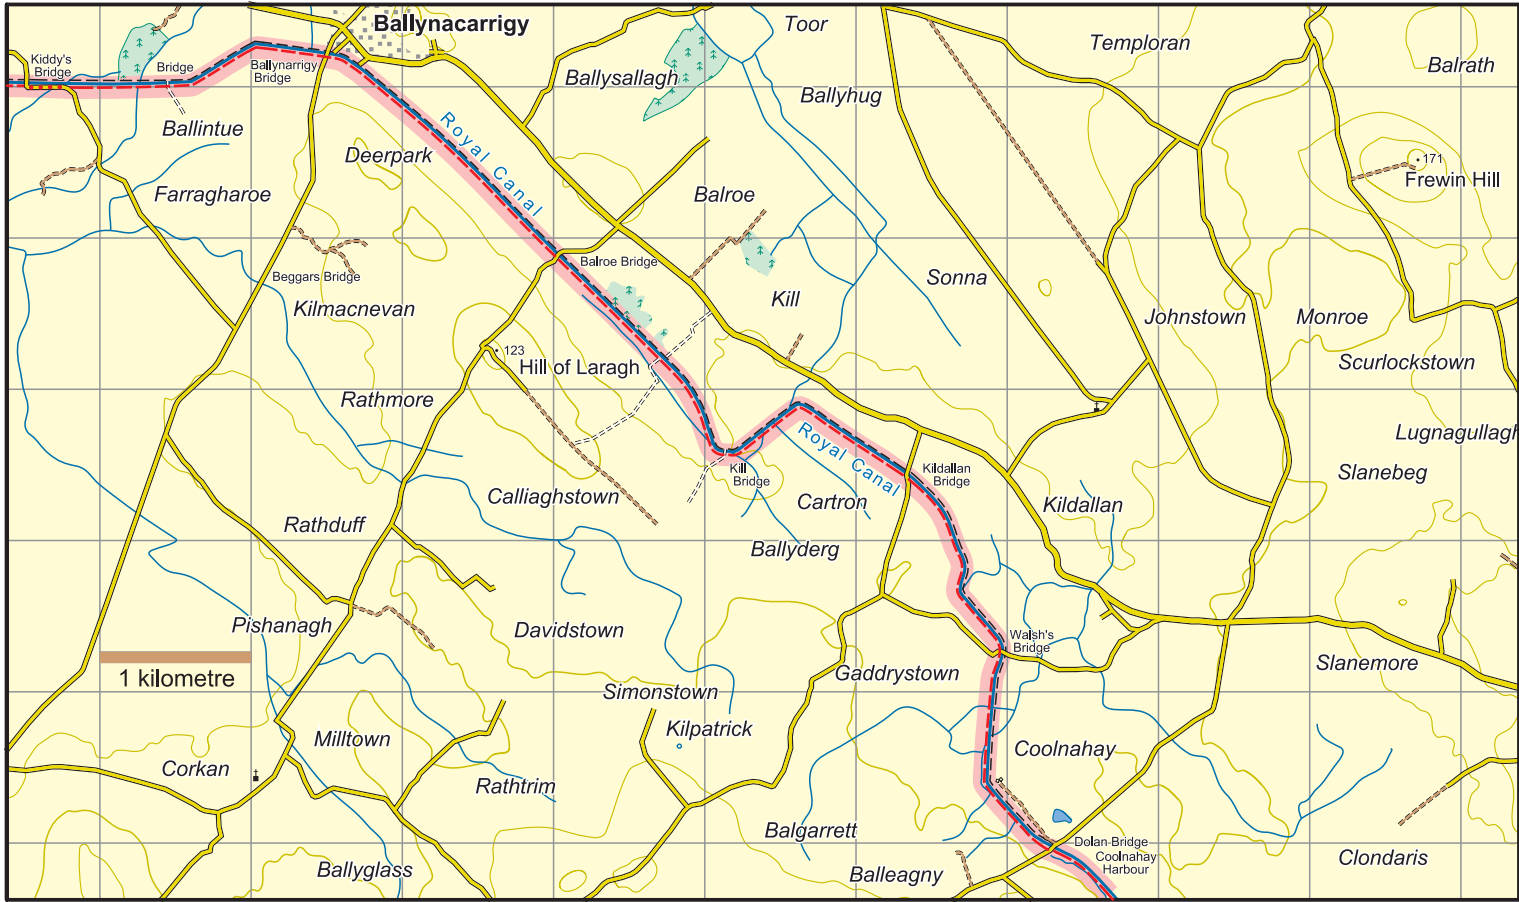 Ballynacarrigy
Toor
Temploran
Kiddy's
Bridge
Bridge
Ballynarrigy
Bridge
Ballysallagh
Balrath
Ballyhug
Ballintue
Royal Canal
Deerpark
171
Frewin Hill
Farragharoe
Balroe
Balroe Bridge
Beggars Bridge
Sonna
Kilmacnevan
Kill
Johnstown
Monroe
123
Hill of Laragh
Scurlockstown
Rathmore
Royal Canal
Lugnagullagh
Kill
Bridge
Kildallan
Bridge
Slanebeg
Calliaghstown
Cartron
Kildallan
Rathduff
Ballyderg
Pishanagh
Davidstown
Walsh's
Bridge
1 kilometre
Gaddrystown
Slanemore
Simonstown
Kilpatrick
Milltown
Coolnahay
Corkan
Rathtrim
Balgarrett
Dolan Bridge
Coolnahay
Harbour
Clondaris
Ballyglass
Balleagny